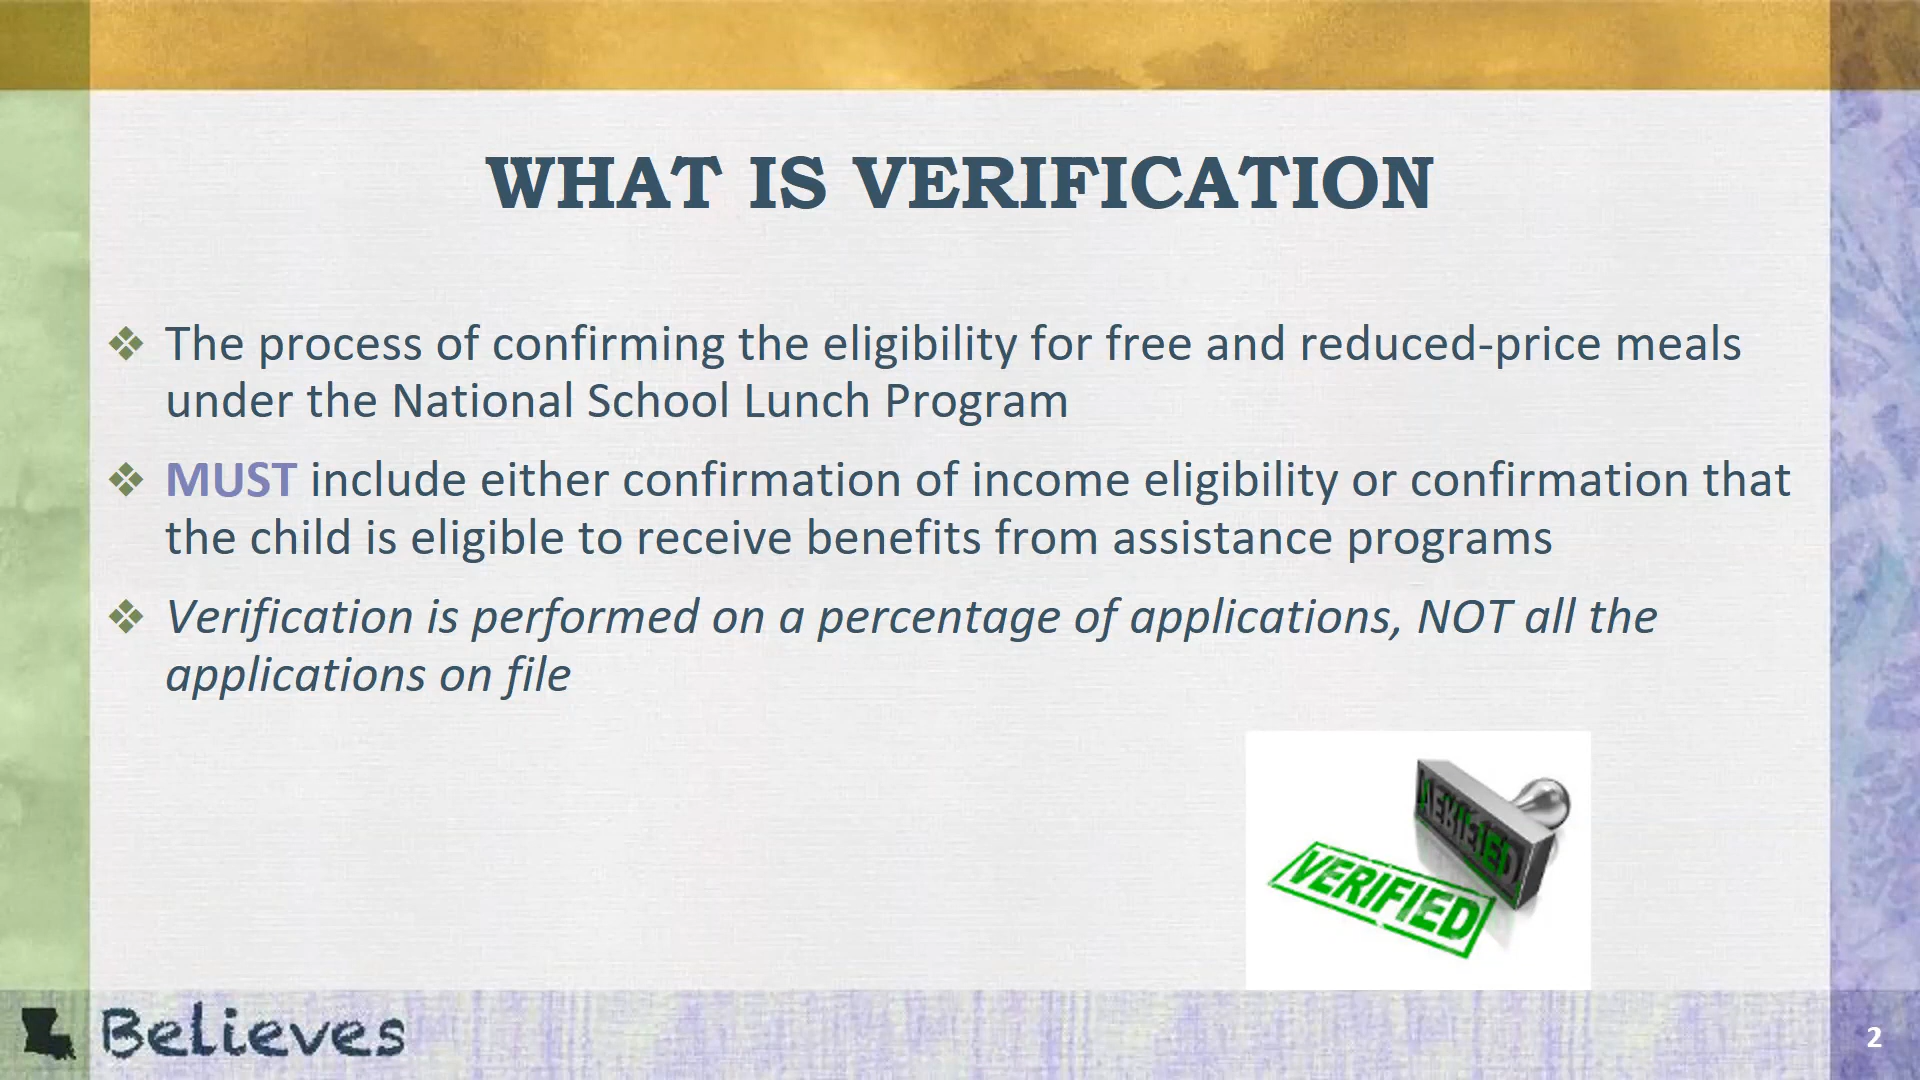 WHAT IS VERIFICATION
❖ The process of confirming the eligibility for free and reduced-price meals
under the National School Lunch Program
❖ MUST include either confirmation of income eligibility or confirmation that
the child is eligible to receive benefits from assistance programs
❖ Verification is performed on a percentage of applications, NOT all the
applications on file
VERIFIED
VERIFIED
Believes
2